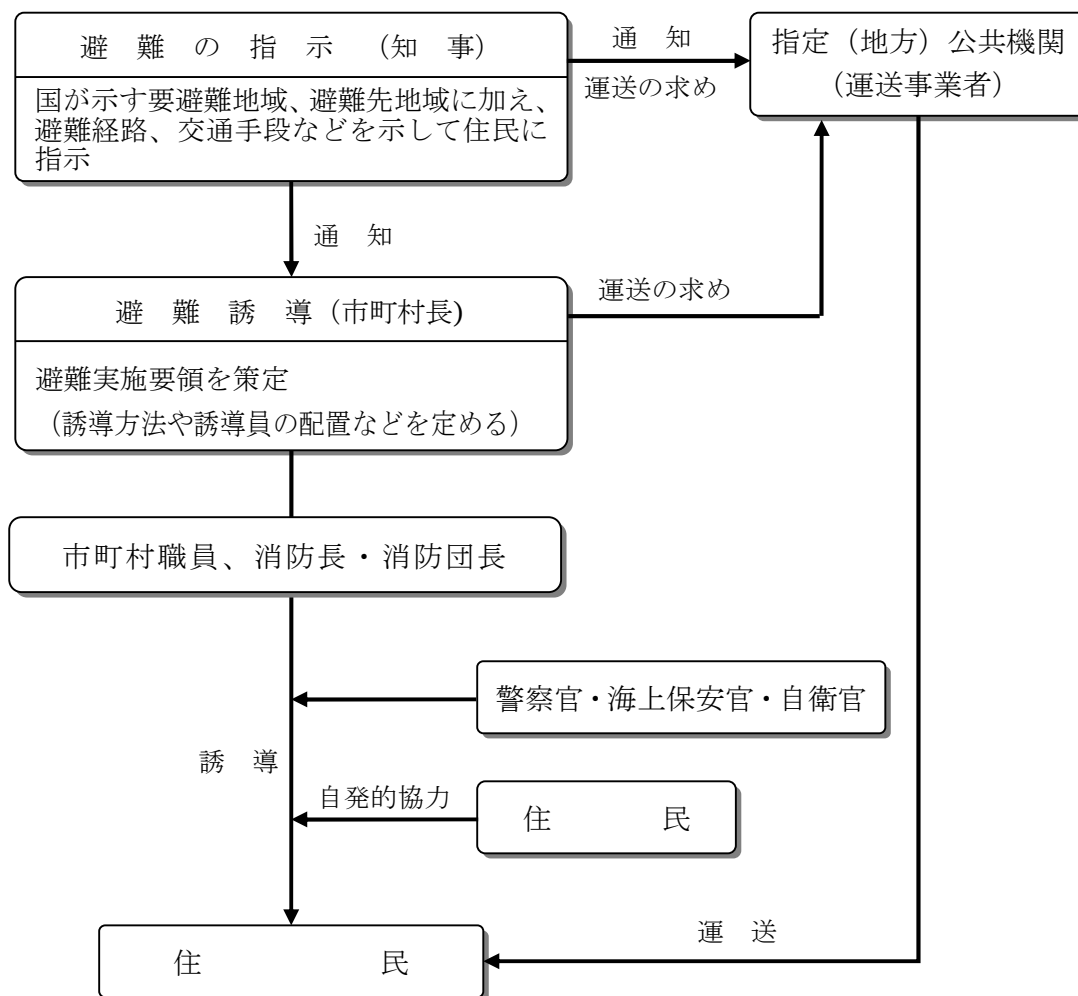 避難の指示（知事）
国が示す要避難地域、避難先地域に加え、
避難経路、交通手段などを示して住民に
指示
通知
運送の求め
指定（地方）公共機関
（運送事業者）
通知
避難誘導(市町村長)
避難実施要領を策定
（誘導方法や誘導員の配置などを定める）
運送の求め
市町村職員、消防長・消防団長
警察官・海上保安官・自衛官
誘導
自発的協力
住民
運送
住民